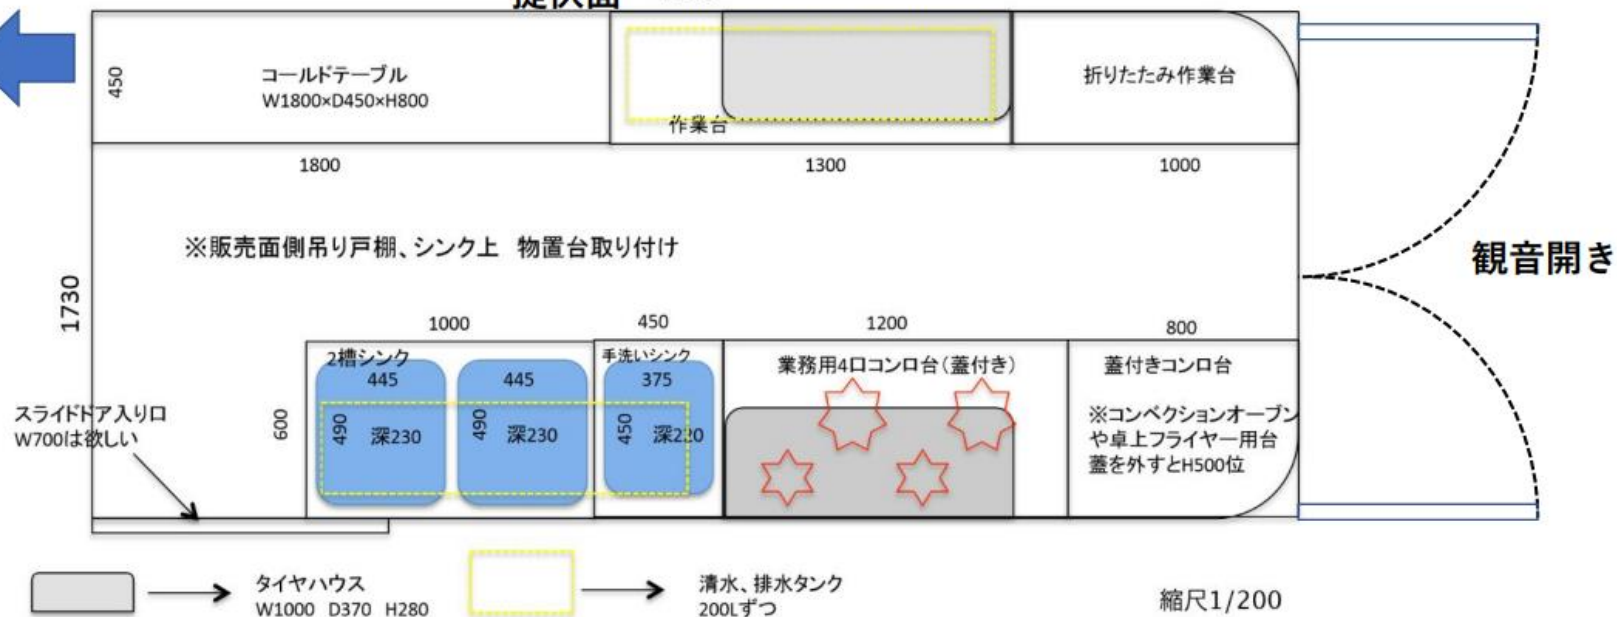 450
コールドテーブル
W1800×D450×H800
作業台
折りたたみ作業台
1800
1300
1000
※販売面側吊り戸棚、シンク上 物置台取り付け
観音開き
1730
1000
450
1200
800
2槽シンク
手洗いシンク
業務用4口コンロ台(蓋付き)
蓋付きコンロ台
445
445
375
600
490
深230
490
深230
450
深220
※コンベクションオーブン
や卓上フライヤー用台
蓋を外すとH500位
スライドドア入り口
W700は欲しい
タイヤハウス
W1000 D370 H280
清水、排水タンク
200Lずつ
縮尺1/200